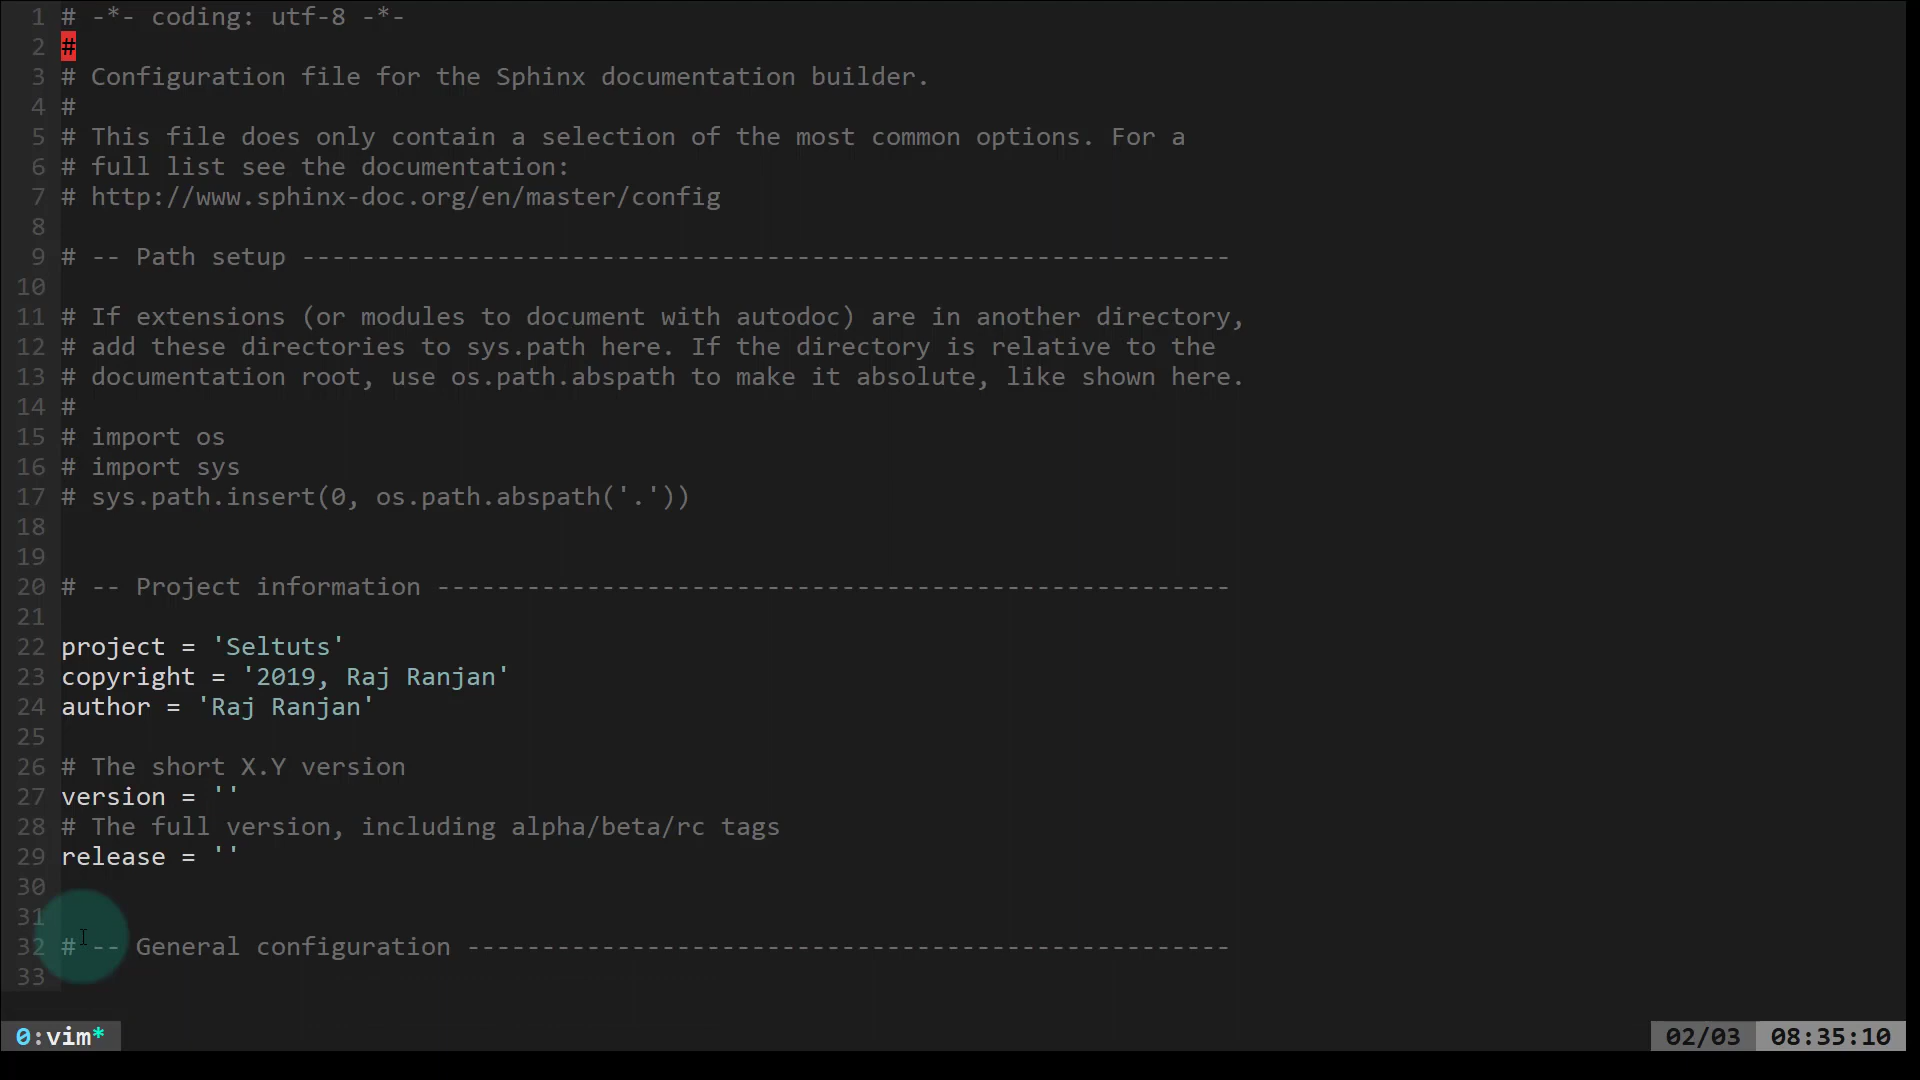 1 # -*- coding: utf-8 -*-
2 #
3 # Configuration file for the Sphinx documentation builder.
4 #
5 # This file does only contain a selection of the most common options. For a
6 # full list see the documentation:
7 # http://www.sphinx-doc.org/en/master/config
8
9 # -- Path setup --------------------------------------------------------------
10
11 # If extensions (or modules to document with autodoc) are in another directory,
12 # add these directories to sys.path here. If the directory is relative to the
13 # documentation root, use os.path.abspath to make it absolute, like shown here.
14 #
15 # import os
16 # import sys
17 # sys.path.insert(0, os.path.abspath('.'))
18
19
20 # -- Project information -----------------------------------------------------
21
22 project = 'Seltuts'
23 copyright = '2019, Raj Ranjan'
24 author = 'Raj Ranjan'
25
26 # The short X.Y version
27 version = ''
28 # The full version, including alpha/beta/rc tags
29 release = ''
30
31
32 # -- General configuration ---------------------------------------------------
33
0:vim* 02/03 08:35:10